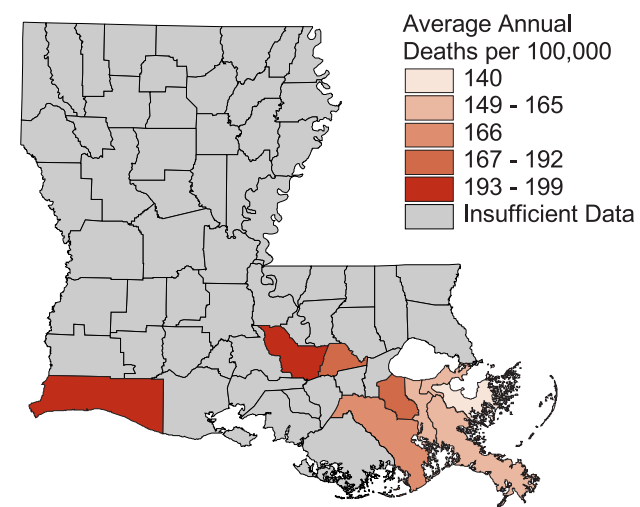 Average Annual
Deaths per 100,000
140
149 - 165
166
167 - 192
193 - 199
Insufficient Data